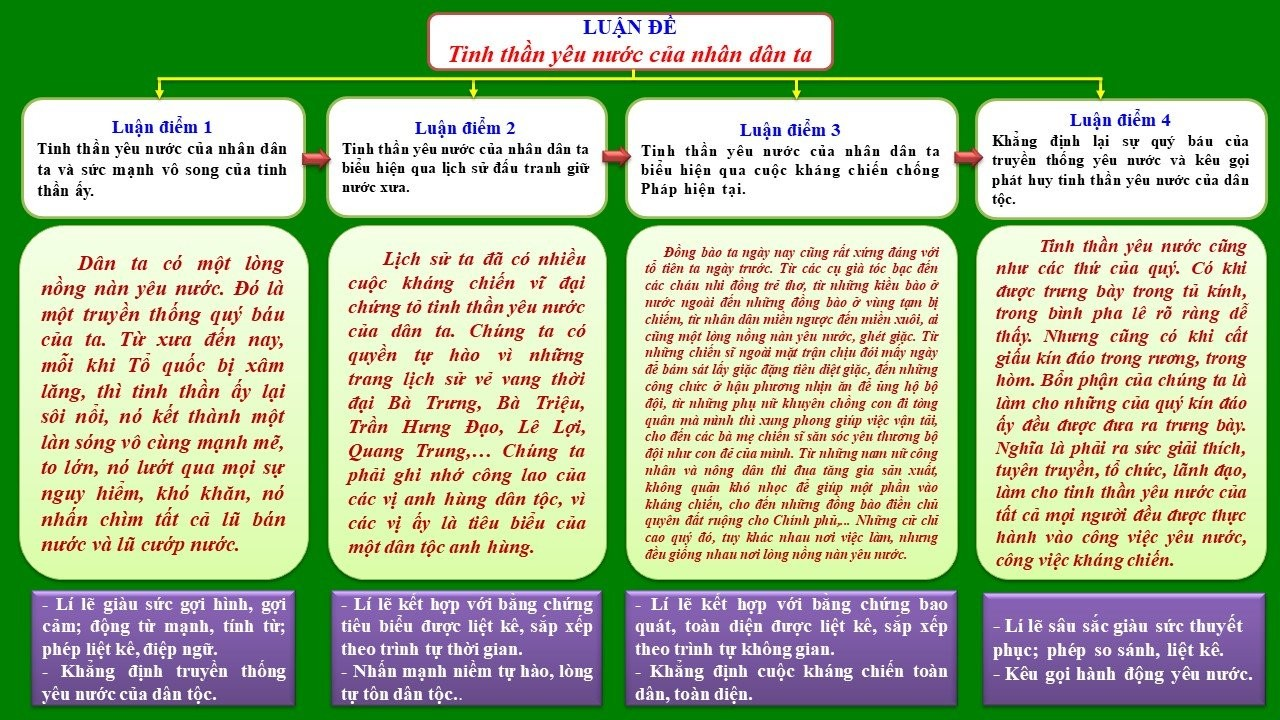 LUẬN ĐỀ
Tinh thần yêu nước của nhân dân ta
Luận điểm 1
Tinh thần yêu nước của nhân dân
ta và sức mạnh vô song của tinh
thần ấy.
Luận điểm 2
Tinh thần yêu nước của nhân dân ta
biểu hiện qua lịch sử đấu tranh giữ
nước xưa.
Luận điểm 3
Tinh thần yêu nước của nhân dân ta
biểu hiện qua cuộc kháng chiến chống
Pháp hiện tại.
Luận điểm 4
Khẳng định lại sự quý báu của
truyền thống yêu nước và kêu gọi
phát huy tinh thần yêu nước của dân
tộc.
Dân ta có một lòng
nồng nàn yêu nước. Đó là
một truyền thống quý báu
của ta. Từ xưa đến nay,
mỗi khi Tổ quốc bị xâm
lăng, thì tinh thần ấy lại
sôi nổi, nó kết thành một
làn sóng vô cùng mạnh mẽ,
to lớn, nó lướt qua mọi sự
nguy hiểm, khó khăn, nó
nhấn chìm tất cả lũ bán
nước và lũ cướp nước.
Lịch sử ta đã có nhiều
cuộc kháng chiến vĩ đại
chứng tỏ tinh thần yêu nước
của dân ta. Chúng ta có
quyền tự hào vì những
trang lịch sử vẻ vang thời
đại Bà Trưng, Bà Triệu,
Trần Hưng Đạo, Lê Lợi,
Quang Trung,… Chúng ta
phải ghi nhớ công lao của
các vị anh hùng dân tộc, vì
các vị ấy là tiêu biểu của
một dân tộc anh hùng.
Đồng bào ta ngày nay cũng rất xứng đáng với
tổ tiên ta ngày trước. Từ các cụ già tóc bạc đến
các cháu nhi đồng trẻ thơ, từ những kiều bào ở
nước ngoài đến những đồng bào ở vùng tạm bị
chiếm, từ nhân dân miền ngược đến miền xuôi, ai
cũng một lòng nồng nàn yêu nước, ghét giặc. Từ
những chiến sĩ ngoài mặt trận chịu đói mấy ngày
để bám sát lấy giặc đặng tiêu diệt giặc, đến những
công chức ở hậu phương nhịn ăn để ủng hộ bộ
đội, từ những phụ nữ khuyên chồng con đi tòng
quân mà mình thì xung phong giúp việc vận tải,
cho đến các bà mẹ chiến sĩ săn sóc yêu thương bộ
đội như con đẻ của mình. Từ những nam nữ công
nhân và nông dân thi đua tăng gia sản xuất,
không quản khó nhọc để giúp một phần vào
kháng chiến, cho đến những đồng bào điền chủ
quyên đất ruộng cho Chính phủ,... Những cử chỉ
cao quý đó, tuy khác nhau nơi việc làm, nhưng
đều giống nhau nơi lòng nồng nàn yêu nước.
Tinh thần yêu nước cũng
như các thứ của quý. Có khi
được trưng bày trong tủ kính,
trong bình pha lê rõ ràng dễ
thấy. Nhưng cũng có khi cất
giấu kín đáo trong rương, trong
hòm. Bổn phận của chúng ta là
làm cho những của quý kín đáo
ấy đều được đưa ra trưng bày.
Nghĩa là phải ra sức giải thích,
tuyên truyền, tổ chức, lãnh đạo,
làm cho tinh thần yêu nước của
tất cả mọi người đều được thực
hành vào công việc yêu nước,
công việc kháng chiến.
- Lí lẽ giàu sức gợi hình, gợi
cảm; động từ mạnh, tính từ;
phép liệt kê, điệp ngữ.
- Khẳng định truyền thống
yêu nước của dân tộc.
- Lí lẽ kết hợp với bằng chứng
tiêu biểu được liệt kê, sắp xếp
theo trình tự thời gian.
- Nhấn mạnh niềm tự hào, lòng
tự tôn dân tộc..
- Lí lẽ kết hợp với bằng chứng bao
quát, toàn diện được liệt kê, sắp xếp
theo trình tự không gian.
- Khẳng định cuộc kháng chiến toàn
dân, toàn diện.
- Lí lẽ sâu sắc giàu sức thuyết
phục; phép so sánh, liệt kê.
- Kêu gọi hành động yêu nước.